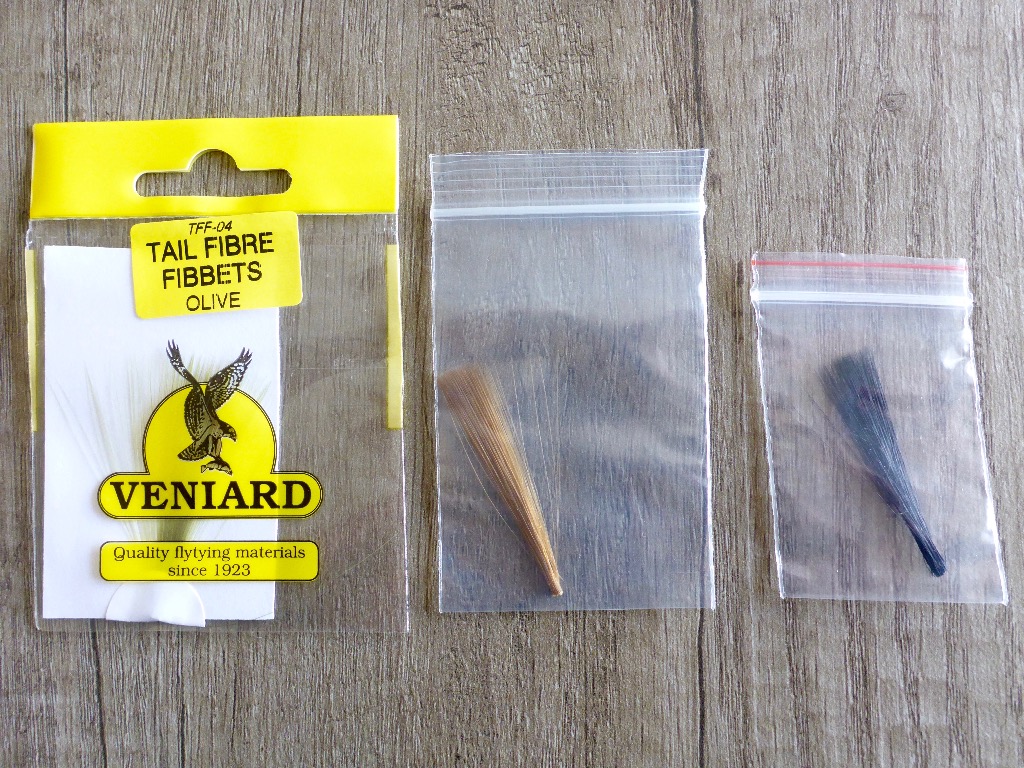 TFF-04
TAIL FIBRE
FIBBETS
OLIVE
VENIARD
Quality flytying materials
since 1923